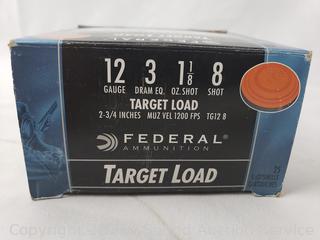 12 3 1 1/8 8
GAUGE DRAM EQ. OZ. SHOT SHOT
TARGET LOAD
2-3/4 INCHES MUZ VEL 1200 FPS TG12 8
FEDERAL
AMMUNITION
TARGET LOAD
25